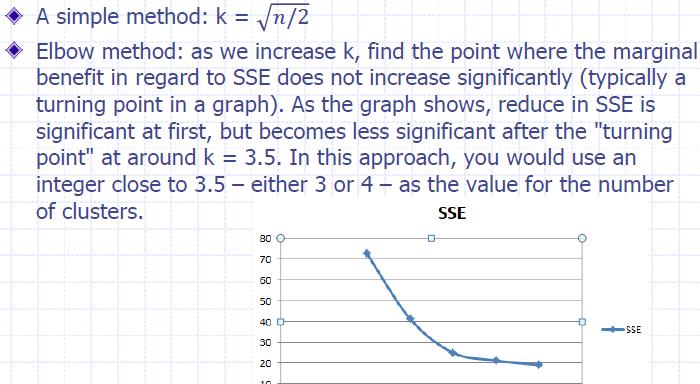 A simple method: k = √n/2
Elbow method: as we increase k, find the point where the marginal
benefit in regard to SSE does not increase significantly (typically a
turning point in a graph). As the graph shows, reduce in SSE is
significant at first, but becomes less significant after the "turning
point" at around k = 3.5. In this approach, you would use an
integer close to 3.5 – either 3 or 4 – as the value for the number
of clusters.
SSE
80
70
60
50
40
30
20
10
SSE